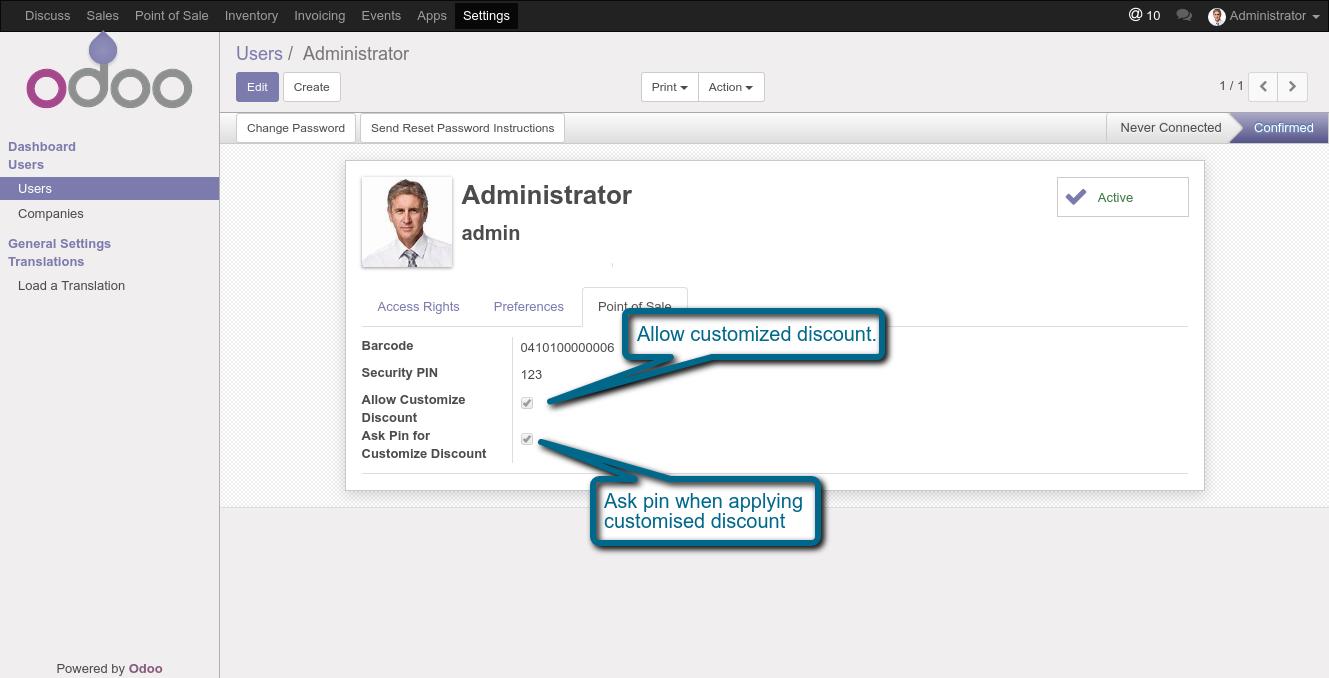 Discuss Sales Point of Sale Inventory Invoicing Events Apps Settings @ 10 Administrator
odoo
Users / Administrator
Edit Create Print Action 1 / 1
Change Password Send Reset Password Instructions Never Connected Confirmed
Dashboard
Users
Users
Companies
General Settings
Translations
Load a Translation
Administrator
admin
Active
Access Rights Preferences Point of Sale
Allow customized discount.
Barcode 0410100000006
Security PIN 123
Allow Customize
Discount
Ask Pin for
Customize Discount
Ask pin when applying
customised discount
Powered by Odoo